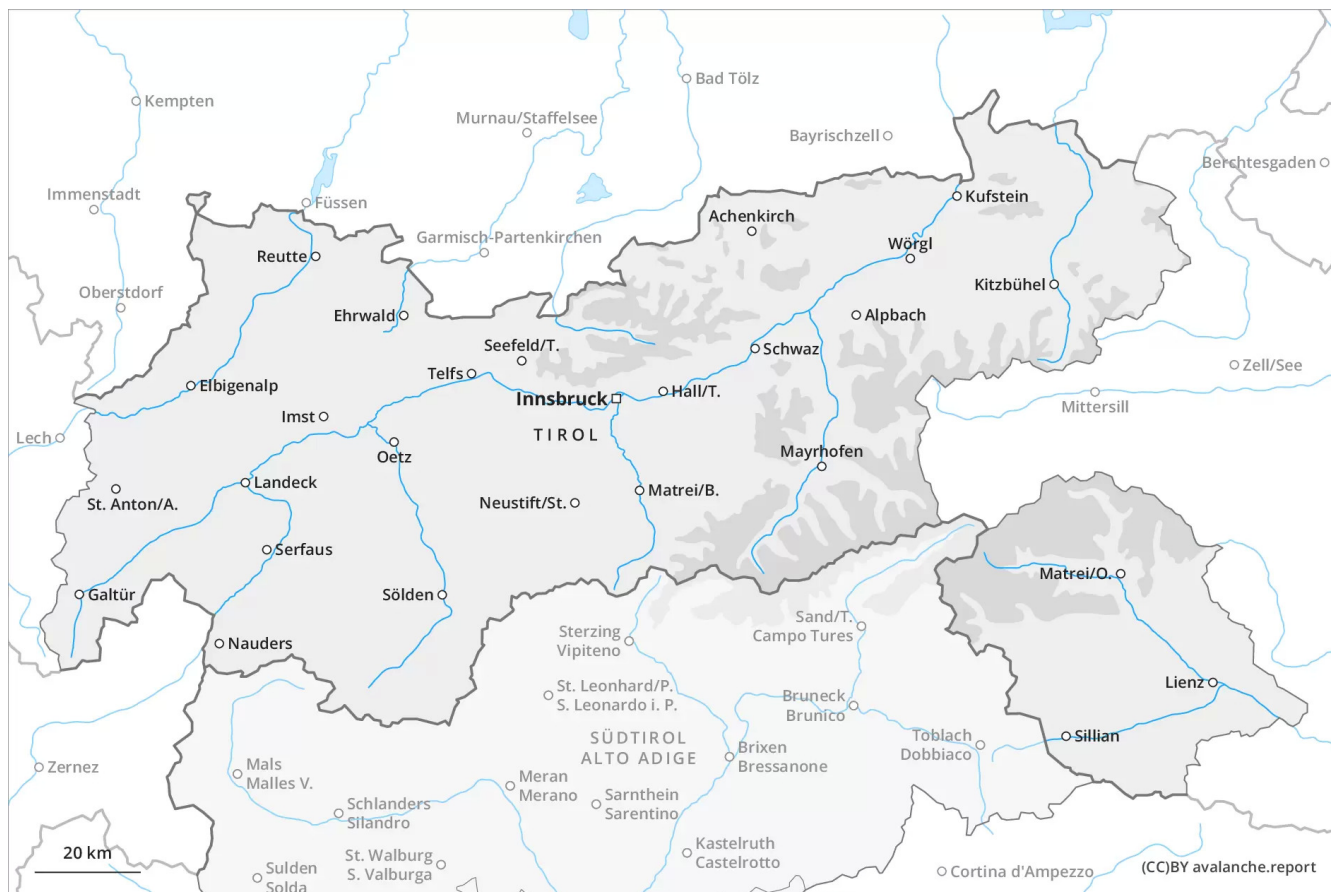 Kempten
Bad Tölz
Murnau/Staffelsee
Bayrischzell
Berchtesgaden
Immenstadt
Füssen
Kufstein
Achenkirch
Garmisch-Partenkirchen
Wörgl
Reutte
Kitzbühel
Oberstdorf
Ehrwald
Alpbach
Seefeld/T.
Schwaz
Zell/See
Telfs
Elbigenalp
Hall/T.
Innsbruck
Mittersill
Imst
TIROL
Lech
Oetz
Mayrhofen
Landeck
Matrei/B.
St. Anton/A.
Neustift/St.
Serfaus
Matrei/O.
Galtür
Sölden
Sand/T.
Campo Tures
Sterzing
Vipiteno
Nauders
Lienz
St. Leonhard/P.
S. Leonardo i. P.
Bruneck
Brunico
Sillian
SÜDTIROL
ALTO ADIGE
Toblach
Dobbiaco
Brixen
Bressanone
Zernez
Mals
Malles V.
Meran
Merano
Sarnthein
Sarentino
Schlanders
Silandro
Kastelruth
Castelrotto
20 km
St. Walburg
S. Valburga
Sulden
Solda
Cortina d'Ampezzo
(CC)BY avalanche.report